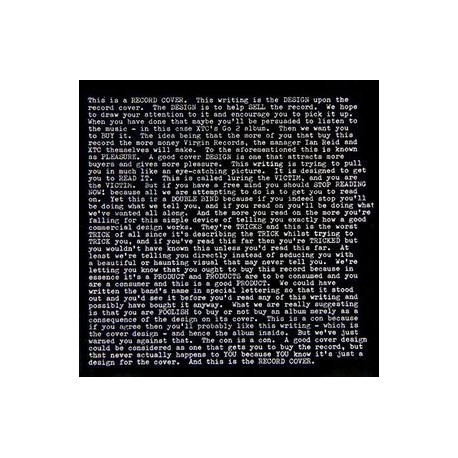 This is a RECORD COVER. This writing is the DESIGN upon the
record cover. The DESIGN is to help SELL the record. We hope
to draw your attention to it and encourage you to pick it up.
When you have done that maybe you'll be persuaded to listen to
the music - in this case XTC's Go 2 album. Then we want you
to BUY it. The idea being that the more of you that buy this
record the more money Virgin Records, the manager Ian Reid and
XTC themselves will make. To the aforementioned this is known
as PLEASURE. A good cover DESIGN is one that attracts more
buyers and gives more pleasure. This writing is trying to pull
you in much like an eye-catching picture. It is designed to get
you to READ IT. This is called luring the VICTIM, and you are
the VICTIM. But if you have a free mind you should STOP READING
NOW! because all we are attempting to do is to get you to read
on. Yet this is a DOUBLE BIND because if you indeed stop you'll
be doing what we tell you, and if you read on you'll be doing what
we've wanted all along. And the more you read on the more you're
falling for this simple device of telling you exactly how a good
commercial design works. They're TRICKS and this is the worst
TRICK of all since it's describing the TRICK whilst trying to
TRICK you, and if you've read this far then you're TRICKED but
you wouldn't have known this unless you'd read this far. At
least we're telling you directly instead of seducing you with
a beautiful or haunting visual that may never tell you. We're
letting you know that you ought to buy this record because in
essence it's a PRODUCT and PRODUCTS are to be consumed and you
are a consumer and this is a good PRODUCT. We could have
written the band's name in special lettering so that it stood
out and you'd see it before you'd read any of this writing and
possibly have bought it anyway. What we are really suggesting
is that you are FOOLISH to buy or not buy an album merely as a
consequence of the design on its cover. This is a con because
if you agree then you'll probably like this writing - which is
the cover design - and hence the album inside. But we've just
warned you against that. The con is a con. A good cover design
could be considered as one that gets you to buy the record, but
that never actually happens to YOU because YOU know it's just a
design for the cover. And this is the RECORD COVER.